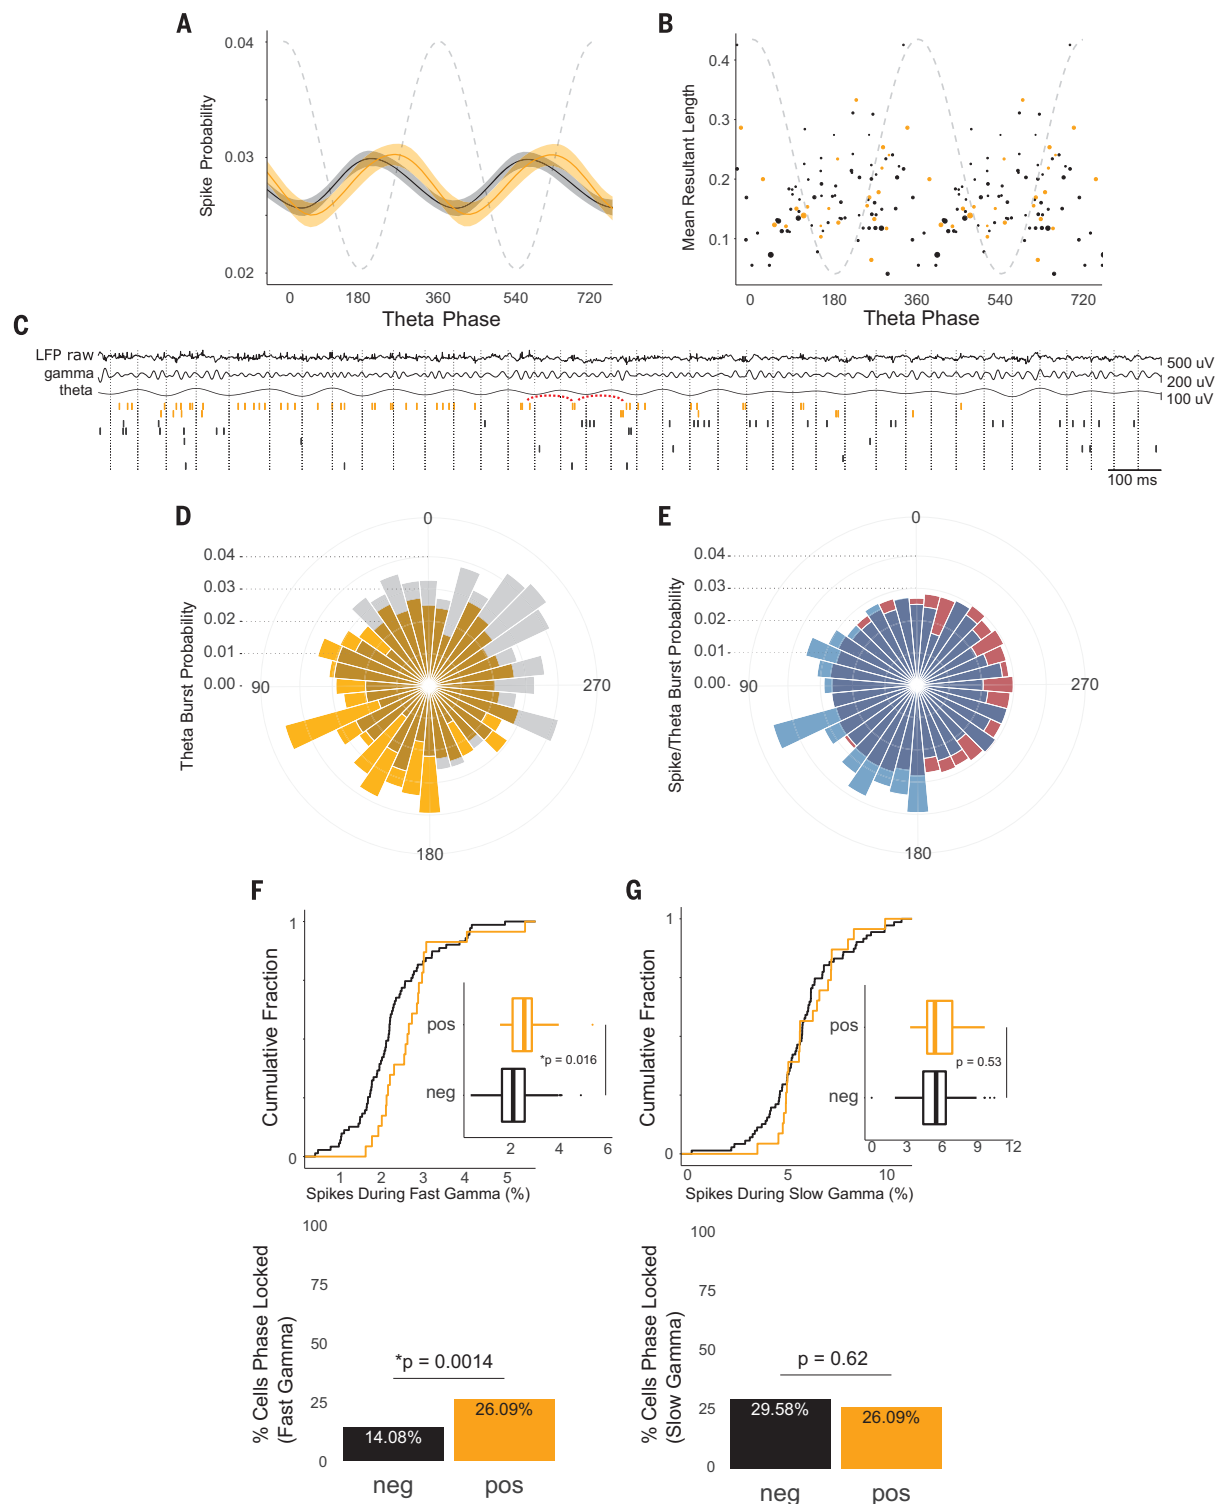 A
0.04
0.03
0.02
Spike Probability
0
180
360
540
720
Theta Phase
B
0.4
0.3
0.2
0.1
Mean Resultant Length
0
180
360
540
720
Theta Phase
C
LFP raw
gamma
theta
500 uV
200 uV
100 uV
100 ms
D
0.04
0.03
0.02
0.01
0.00
Theta Burst Probability
0
90
180
270
E
0.04
0.03
0.02
0.01
0.00
Spike/Theta Burst Probability
0
90
180
270
F
1
0
Cumulative Fraction
1
2
3
4
5
Spikes During Fast Gamma (%)
pos
neg
*p = 0.016
2
4
6
G
1
0
Cumulative Fraction
0
5
10
Spikes During Slow Gamma (%)
pos
neg
p = 0.53
0
3
6
9
12
100
75
50
25
0
% Cells Phase Locked
(Fast Gamma)
*p = 0.0014
14.08%
26.09%
neg
pos
100
75
50
25
0
% Cells Phase Locked
(Slow Gamma)
p = 0.62
29.58%
26.09%
neg
pos